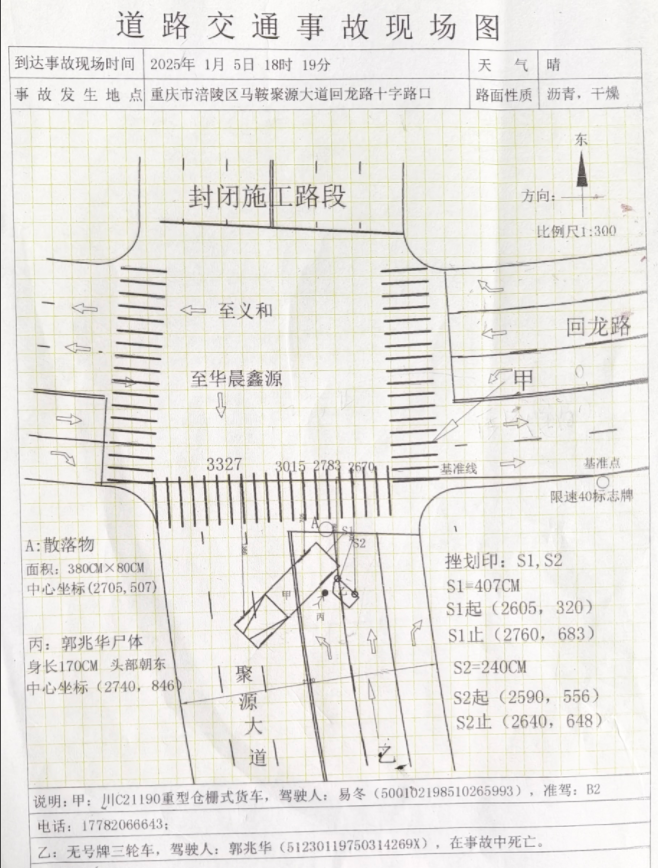 道路交通事故现场图
到达事故现场时间 2025年 1月 5日 18时 19分 天 气 晴
事故发生地点 重庆市涪陵区马鞍聚源大道回龙路十字路口 路面性质 沥青，干燥
东
封闭施工路段
方向:
比例尺1:300
至义和
回龙路
至华晨鑫源
甲
3327 3015 2783 2670
基准线
基准点
限速40标志牌
A S1
S2
A:散落物
面积：380CM×80CM
中心坐标(2705,507)
挫划印：S1,S2
S1=407CM
S1起（2605，320）
S1止（2760，683）
甲
乙
丙
丙：郭兆华尸体
身长170CM 头部朝东
中心坐标（2740，846）
S2=240CM
S2起（2590，556）
S2止（2640，648）
聚
源
大
道
乙
说明：甲：川C21190重型仓栅式货车，驾驶人：易冬（500102198510265993），准驾：B2
电话：17782066643；
乙：无号牌三轮车，驾驶人：郭兆华（51230119750314269X），在事故中死亡。